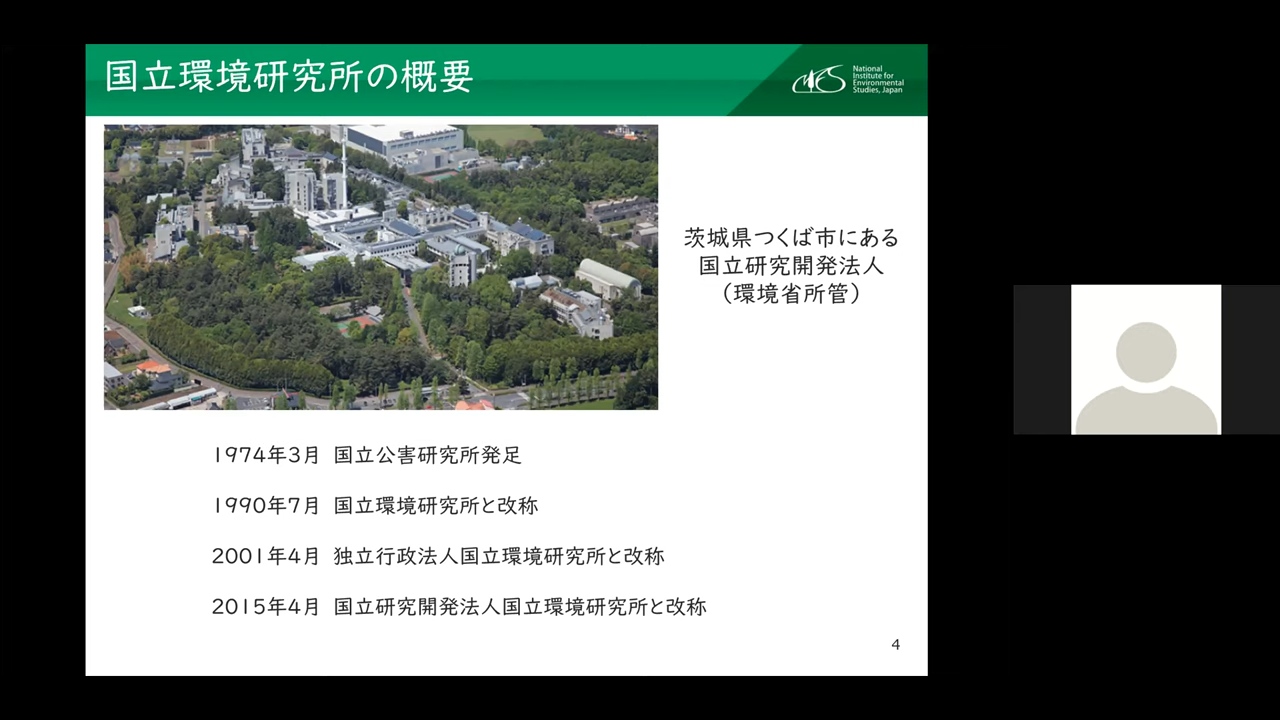 国立環境研究所の概要
NIES
National
Institute for
Environmental
Studies, Japan
茨城県つくば市にある
国立研究開発法人
（環境省所管）
1974年3月 国立公害研究所発足
1990年7月 国立環境研究所と改称
2001年4月 独立行政法人国立環境研究所と改称
2015年4月 国立研究開発法人国立環境研究所と改称
4